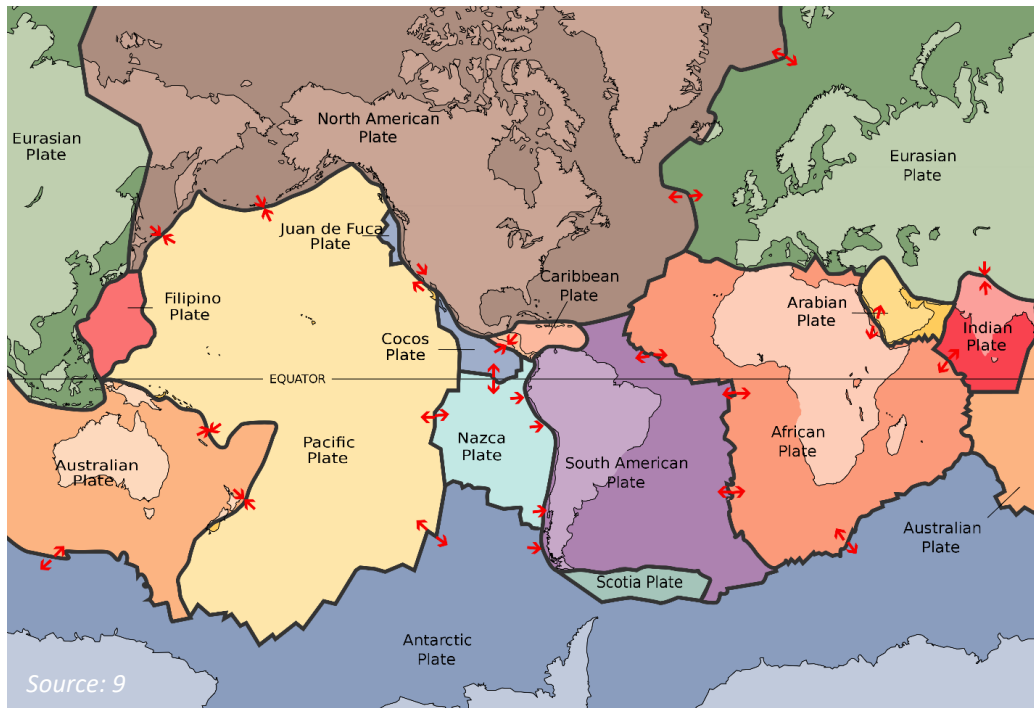 North American
Plate
Eurasian
Plate
Eurasian
Plate
Juan de Fuca
Plate
Caribbean
Plate
Filipino
Plate
Arabian
Plate
Indian
Plate
Cocos
Plate
EQUATOR
Pacific
Plate
Nazca
Plate
South American
Plate
African
Plate
Australian
Plate
Australian
Plate
Scotia Plate
Antarctic
Plate
Source: 9